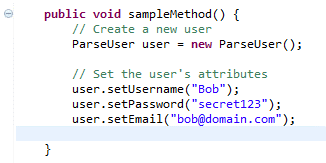 public void sampleMethod() {
// Create a new user
ParseUser user = new ParseUser();
// Set the user's attributes
user.setUsername("Bob");
user.setPassword("secret123");
user.setEmail("bob@domain.com");
}